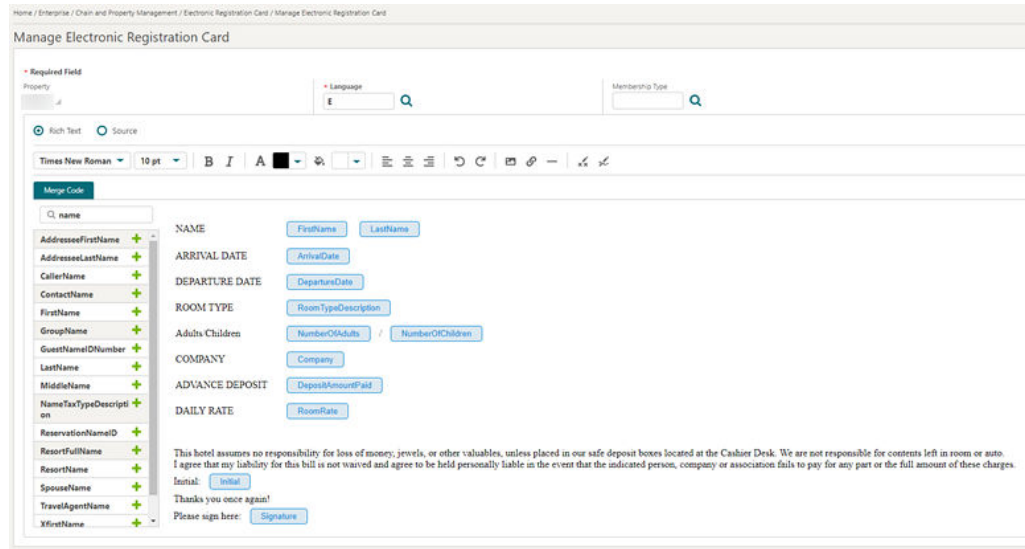 Home / Enterprise / Chain and Property Management / Electronic Registration Card / Manage Electronic Registration Card
Manage Electronic Registration Card
* Required Field
Property
* Language
Membership Type
E
Rich Text Source
Times New Roman 10 pt B I A
Merge Code
name
AddresseeFirstName
AddresseeLastName
CallerName
ContactName
FirstName
GroupName
GuestNameIDNumber
LastName
MiddleName
NameTaxTypeDescripti
on
ReservationNameID
ResortFullName
ResortName
SpouseName
TravelAgentName
XfirstName
NAME FirstName LastName
ARRIVAL DATE ArrivalDate
DEPARTURE DATE DepartureDate
ROOM TYPE RoomTypeDescription
Adults/Children NumberOfAdults / NumberOfChildren
COMPANY Company
ADVANCE DEPOSIT DepositAmountPaid
DAILY RATE RoomRate
This hotel assumes no responsibility for loss of money, jewels, or other valuables, unless placed in our safe deposit boxes located at the Cashier Desk. We are not responsible for contents left in room or auto.
I agree that my liability for this bill is not waived and agree to be held personally liable in the event that the indicated person, company or association fails to pay for any part or the full amount of these charges.
Initial: Initial
Thanks you once again!
Please sign here: Signature